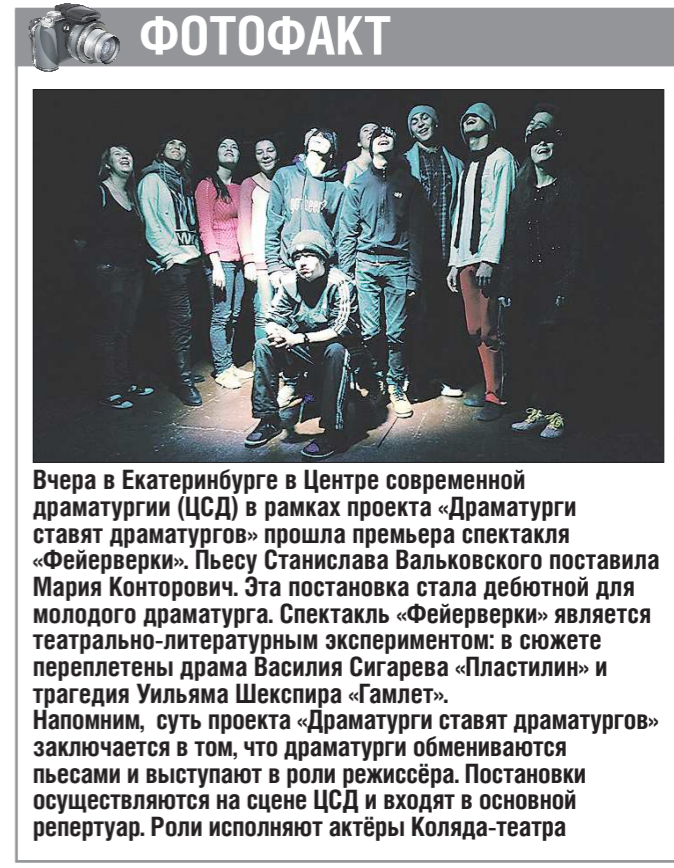 ФОТОФАКТ
Вчера в Екатеринбурге в Центре современной
драматургии (ЦСД) в рамках проекта «Драматурги
ставят драматургов» прошла премьера спектакля
«Фейерверки». Пьесу Станислава Вальковского поставила
Мария Конторович. Эта постановка стала дебютной для
молодого драматурга. Спектакль «Фейерверки» является
театрально-литературным экспериментом: в сюжете
переплетены драма Василия Сигарева «Пластилин» и
трагедия Уильяма Шекспира «Гамлет».
Напомним, суть проекта «Драматурги ставят драматургов»
заключается в том, что драматурги обмениваются
пьесами и выступают в роли режиссёра. Постановки
осуществляются на сцене ЦСД и входят в основной
репертуар. Роли исполняют актёры Коляда-театра